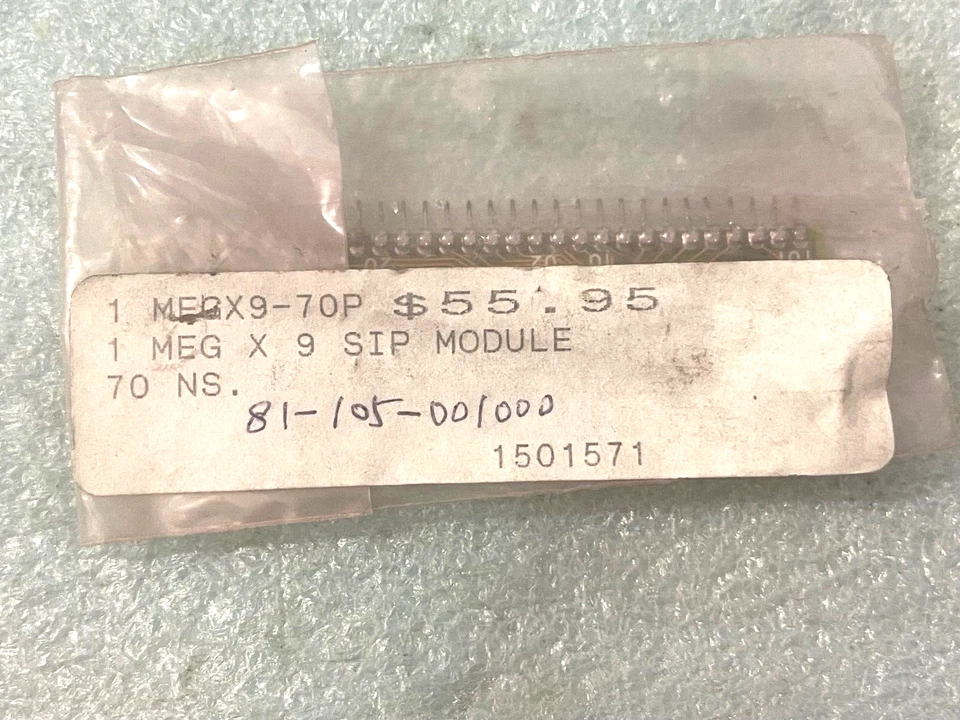 1 MEGX9-70P $55.95
1 MEG X 9 SIP MODULE
70 NS.
81-105-001000
1501571